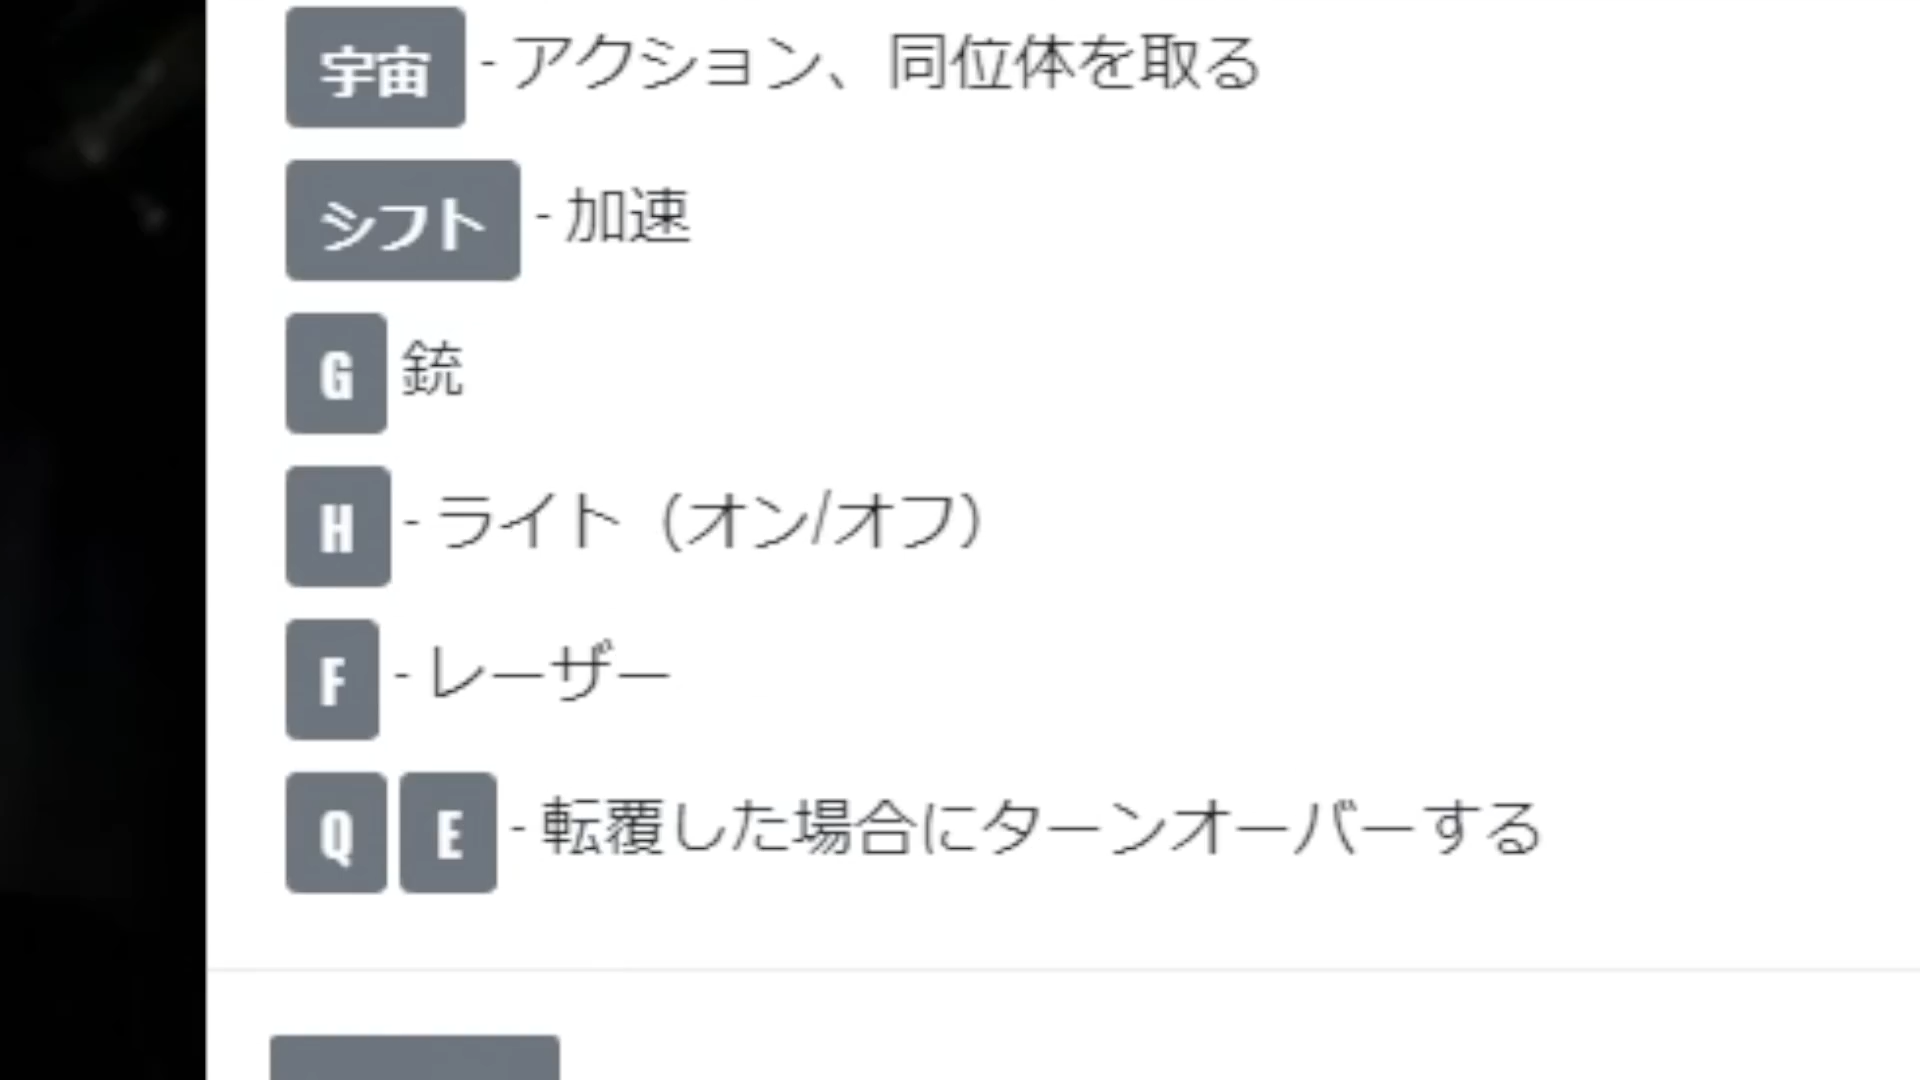 宇宙 - アクション、同位体を取る
シフト - 加速
G 銃
H - ライト（オン/オフ）
F - レーザー
Q E - 転覆した場合にターンオーバーする